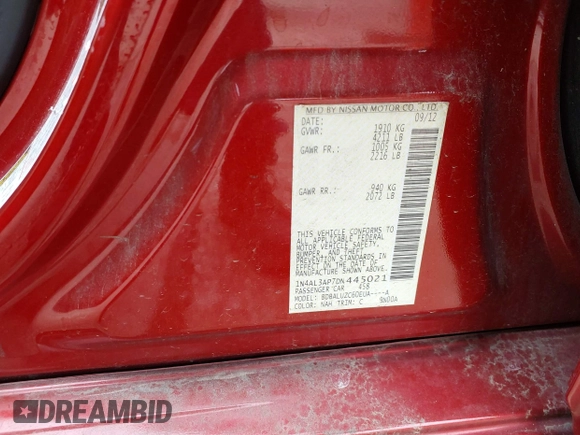 MFD BY NISSAN MOTOR CO., LTD.
DATE: 09/12
GVWR: 1910 KG
4211 LB
GAWR FR.: 1005 KG
2216 LB
GAWR RR.: 940 KG
2072 LB
THIS VEHICLE CONFORMS TO
ALL APPLICABLE FEDERAL
MOTOR VEHICLE SAFETY,
BUMPER, AND THEFT
PREVENTION STANDARDS IN
EFFECT ON THE DATE OF
MANUFACTURE SHOWN ABOVE.
1N4AL3AP7DN445021
PASSENGER CAR 458
MODEL:
COLOR: NAH TRIM: C
DREAMBID